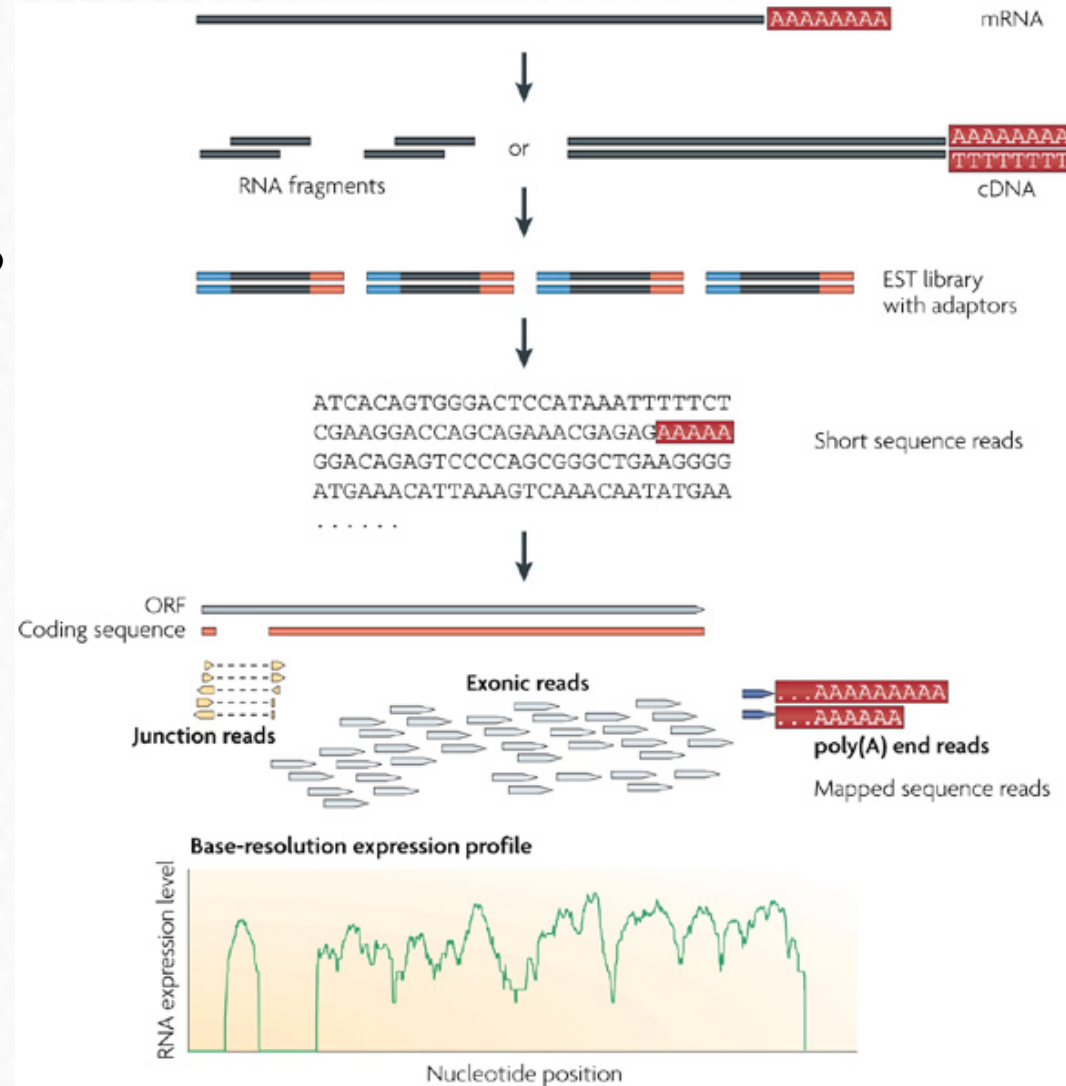 AAAAAAAA mRNA
or
AAAAAAAA
TTTTTTTT
RNA fragments
cDNA
EST library
with adaptors
ATCACAGTGGGACTCCATAAATTTTTCT
CGAAGGACCAGCAGAAACGAGAGAAAAA
GGACAGAGTCCCCAGCGGGCTGAAGGGG
ATGAAACATTAAAGTCAAACAATATGAA
. . . . . .
Short sequence reads
ORF
Coding sequence
Junction reads
Exonic reads
...AAAAAAAAA
...AAAAAA
poly(A) end reads
Mapped sequence reads
Base-resolution expression profile
RNA expression level
Nucleotide position